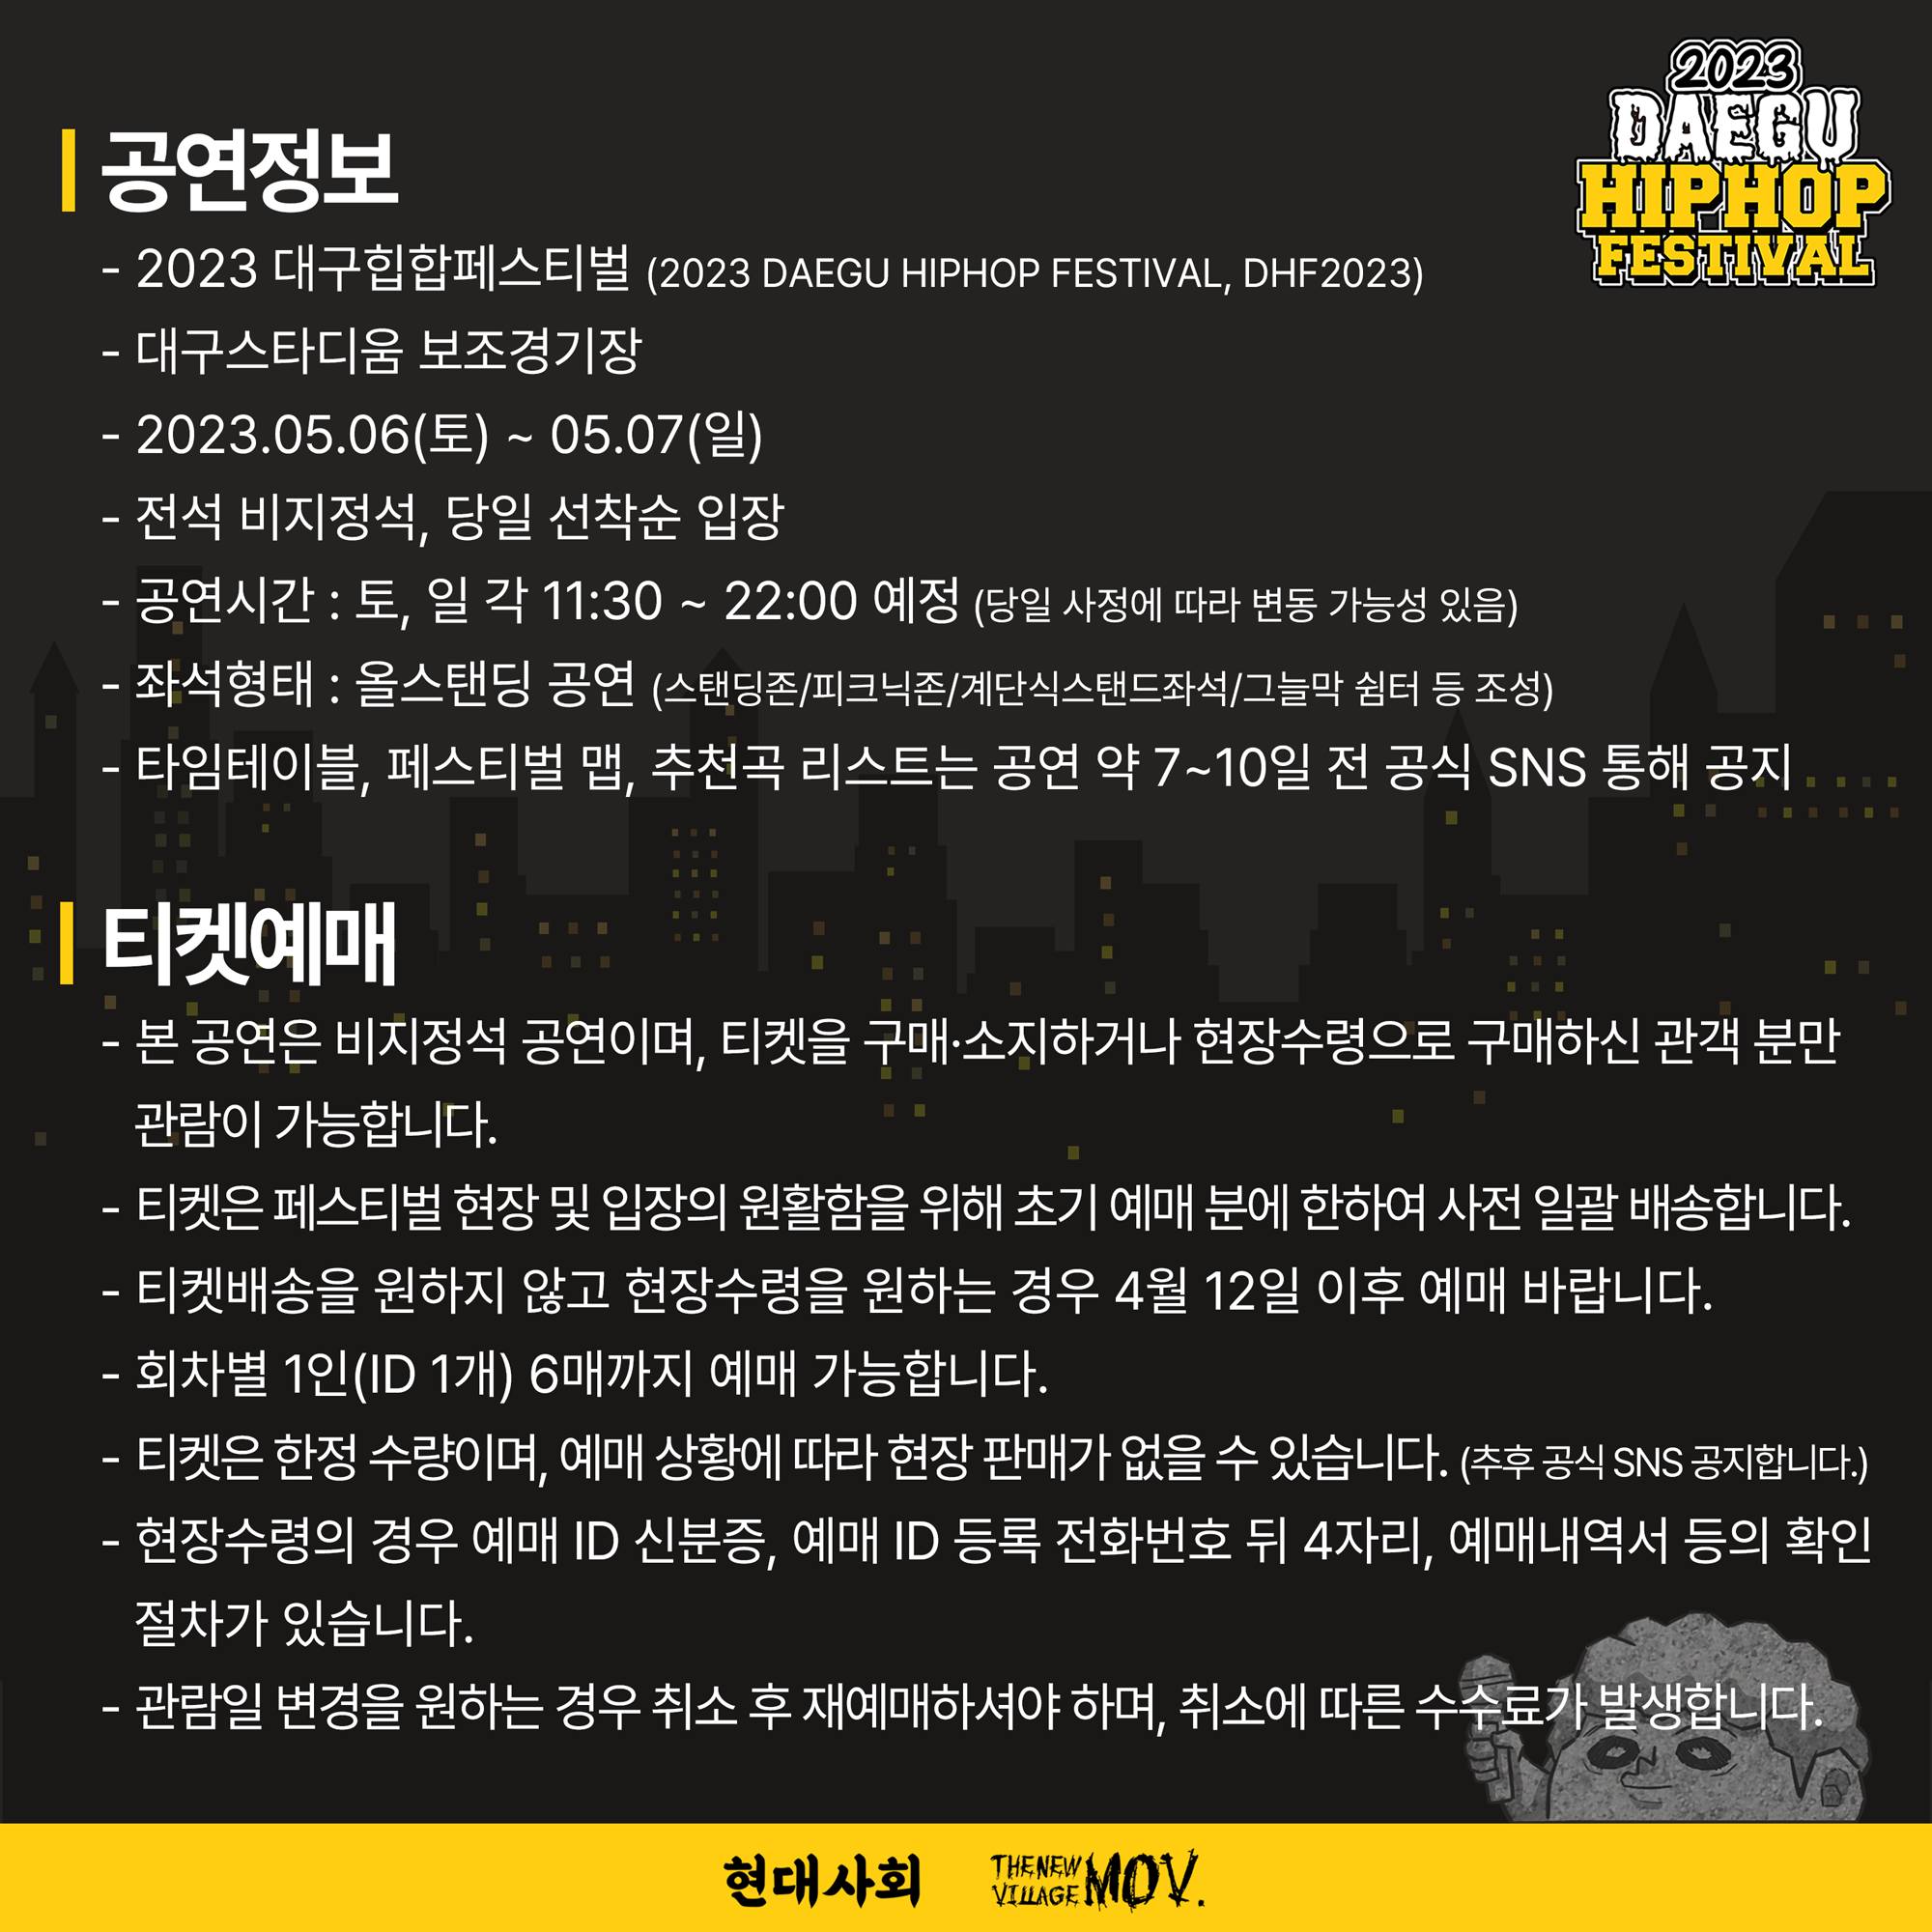 2023
DAEGU
HIPHOP
FESTIVAL
공연정보
- 2023 대구힙합페스티벌 (2023 DAEGU HIPHOP FESTIVAL, DHF2023)
- 대구스타디움 보조경기장
- 2023.05.06(토) ~ 05.07(일)
- 전석 비지정석, 당일 선착순 입장
- 공연시간 : 토, 일 각 11:30 ~ 22:00 예정 (당일 사정에 따라 변동 가능성 있음)
- 좌석형태 : 올스탠딩 공연 (스탠딩존/피크닉존/계단식스탠드좌석/그늘막 쉼터 등 조성)
- 타임테이블, 페스티벌 맵, 추천곡 리스트는 공연 약 7~10일 전 공식 SNS 통해 공지
티켓예매
- 본 공연은 비지정석 공연이며, 티켓을 구매·소지하거나 현장수령으로 구매하신 관객 분만
관람이 가능합니다.
- 티켓은 페스티벌 현장 및 입장의 원활함을 위해 초기 예매 분에 한하여 사전 일괄 배송합니다.
- 티켓배송을 원하지 않고 현장수령을 원하는 경우 4월 12일 이후 예매 바랍니다.
- 회차별 1인(ID 1개) 6매까지 예매 가능합니다.
- 티켓은 한정 수량이며, 예매 상황에 따라 현장 판매가 없을 수 있습니다. (추후 공식 SNS 공지합니다.)
- 현장수령의 경우 예매 ID 신분증, 예매 ID 등록 전화번호 뒤 4자리, 예매내역서 등의 확인
절차가 있습니다.
- 관람일 변경을 원하는 경우 취소 후 재예매하셔야 하며, 취소에 따른 수수료가 발생합니다.
현대사회
THE NEW VILLAGE MOV.